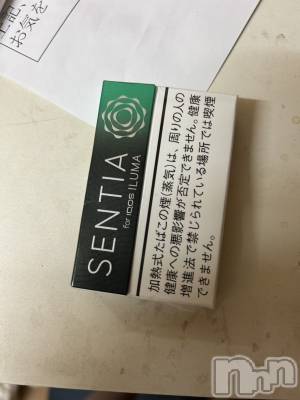 上記、
お気を
SENTIA
for IQOS ILUMA
加熱式たばこの煙(蒸気)は、周りの人の
健康への悪影響が否定できません。健康
増進法で禁じられている場所では喫煙
できません。